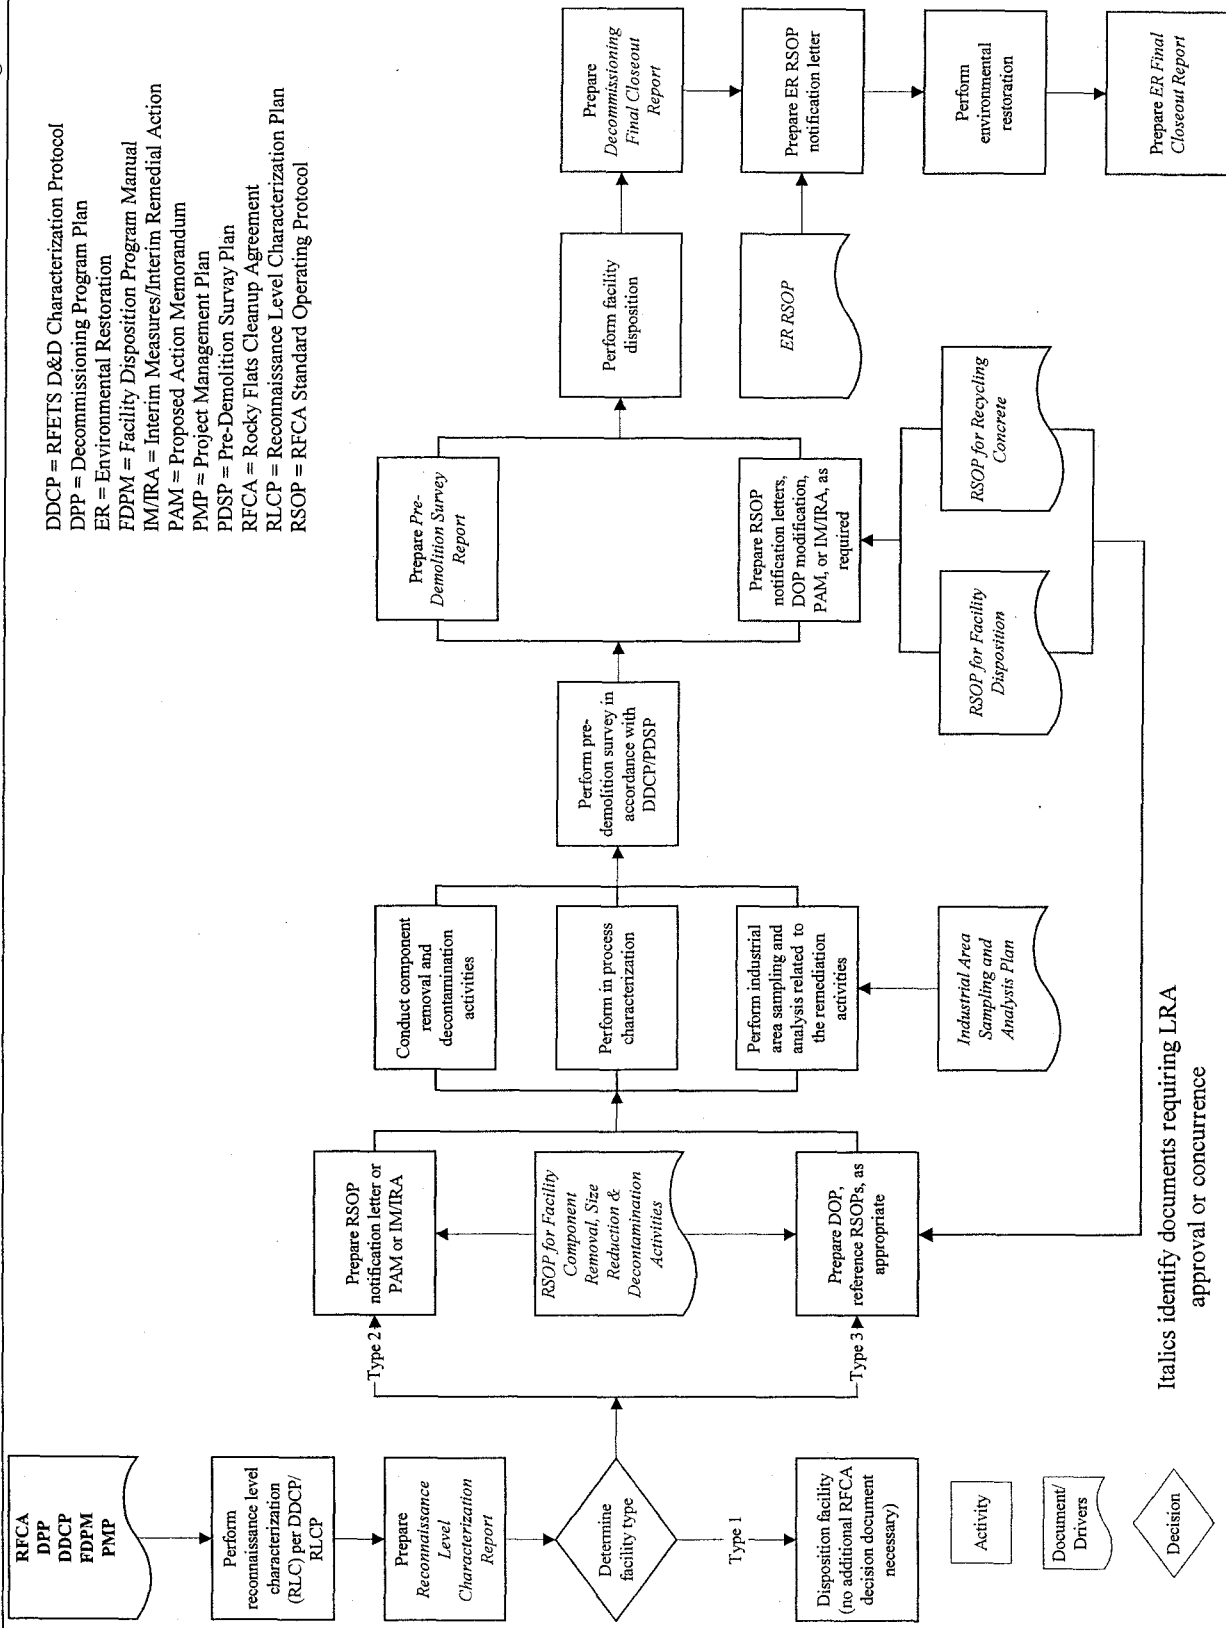 RFCA
DPP
DDCP
FDPM
PMP
Perform
reconnaissance level
characterization
(RLC) per DDCP/
RLCP
Prepare
Reconnaissance
Level
Characterization
Report
Determine
facility type
Type 1
Disposition facility
(no additional RFCA
decision document
necessary)
Type 2
Type 3
Prepare RSOP
notification letter or
PAM or IM/IRA
RSOP for Facility
Component
Removal, Size
Reduction &
Decontamination
Activities
Prepare DOP,
reference RSOPs, as
appropriate
Conduct component
removal and
decontamination
activities
Perform in process
characterization
Perform industrial
area sampling and
analysis related to
the remediation
activities
Industrial Area
Sampling and
Analysis Plan
Perform pre-
demolition survey in
accordance with
DDCP/PDSP
Prepare Pre-
Demolition Survey
Report
Prepare RSOP
notification letters,
DOP modification,
PAM, or IM/IRA, as
required
RSOP for Facility
Disposition
RSOP for Recycling
Concrete
Perform facility
disposition
ER RSOP
Prepare
Decommissioning
Final Closeout
Report
Prepare ER RSOP
notification letter
Perform
environmental
restoration
Prepare ER Final
Closeout Report
DDCP = RFETS D&D Characterization Protocol
DPP = Decommissioning Program Plan
ER = Environmental Restoration
FDPM = Facility Disposition Program Manual
IM/IRA = Interim Measures/Interim Remedial Action
PAM = Proposed Action Memorandum
PMP = Project Management Plan
PDSP = Pre-Demolition Survay Plan
RFCA = Rocky Flats Cleanup Agreement
RLCP = Reconnaissance Level Characterization Plan
RSOP = RFCA Standard Operating Protocol
Activity
Document/
Drivers
Decision
Italics identify documents requiring LRA
approval or concurrence